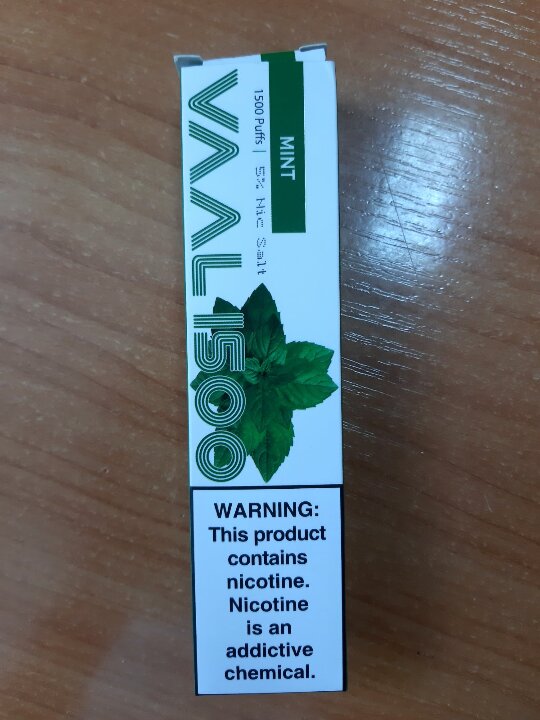 MINT
1500 Puffs | 5% Nic Salt
VAAL 1500
WARNING:
This product
contains
nicotine.
Nicotine
is an
addictive
chemical.